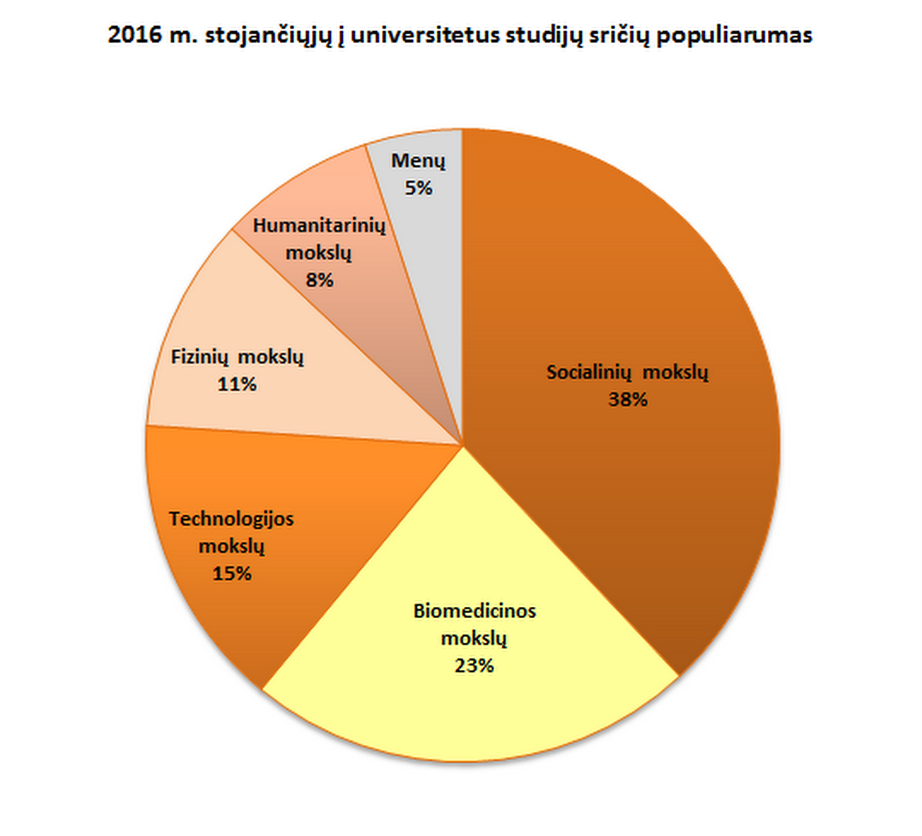 2016 m. stojančiųjų į universitetus studijų sričių populiarumas
Menų
5%
Humanitarinių
mokslų
8%
Fizinių mokslų
11%
Socialinių mokslų
38%
Technologijos
mokslų
15%
Biomedicinos
mokslų
23%